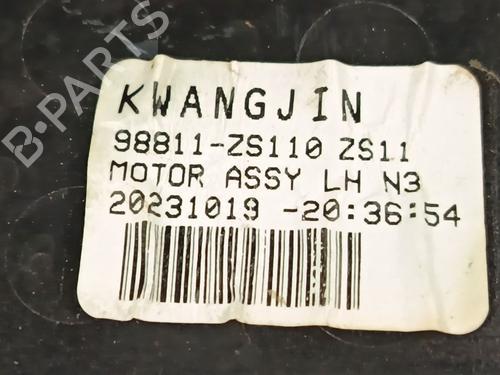 B-PARTS
KWANGJIN
98811-ZS110 ZS11
MOTOR ASSY LH N3
20231019 -20:36:54